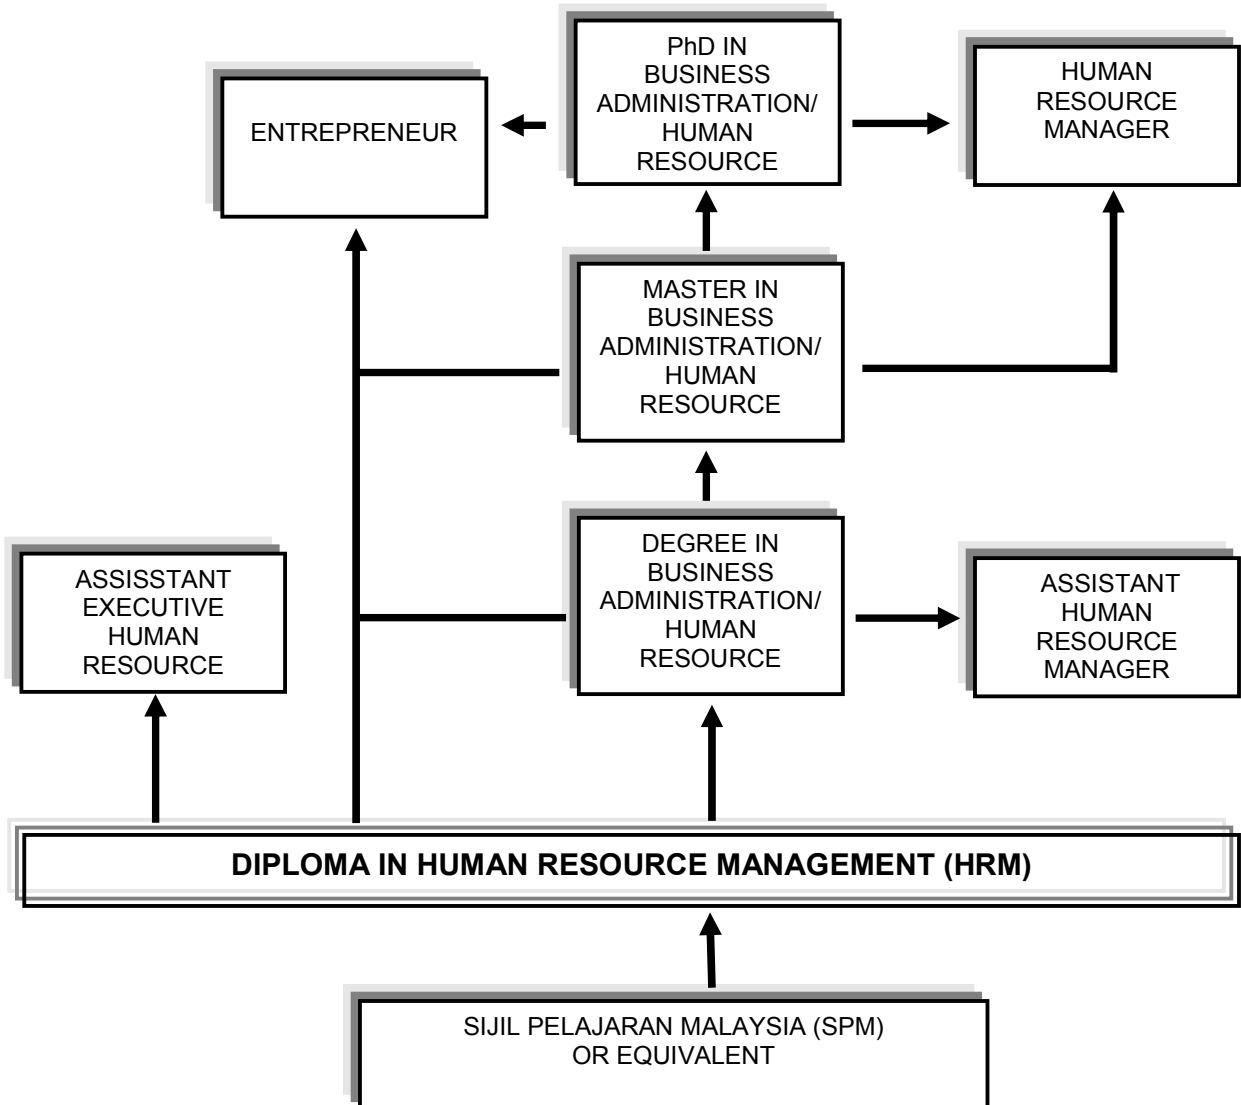 PhD IN
BUSINESS
ADMINISTRATION/
HUMAN
RESOURCE
HUMAN
RESOURCE
MANAGER
ENTREPRENEUR
MASTER IN
BUSINESS
ADMINISTRATION/
HUMAN
RESOURCE
DEGREE IN
BUSINESS
ADMINISTRATION/
HUMAN
RESOURCE
ASSISSTANT
EXECUTIVE
HUMAN
RESOURCE
ASSISTANT
HUMAN
RESOURCE
MANAGER
DIPLOMA IN HUMAN RESOURCE MANAGEMENT (HRM)
SIJIL PELAJARAN MALAYSIA (SPM)
OR EQUIVALENT